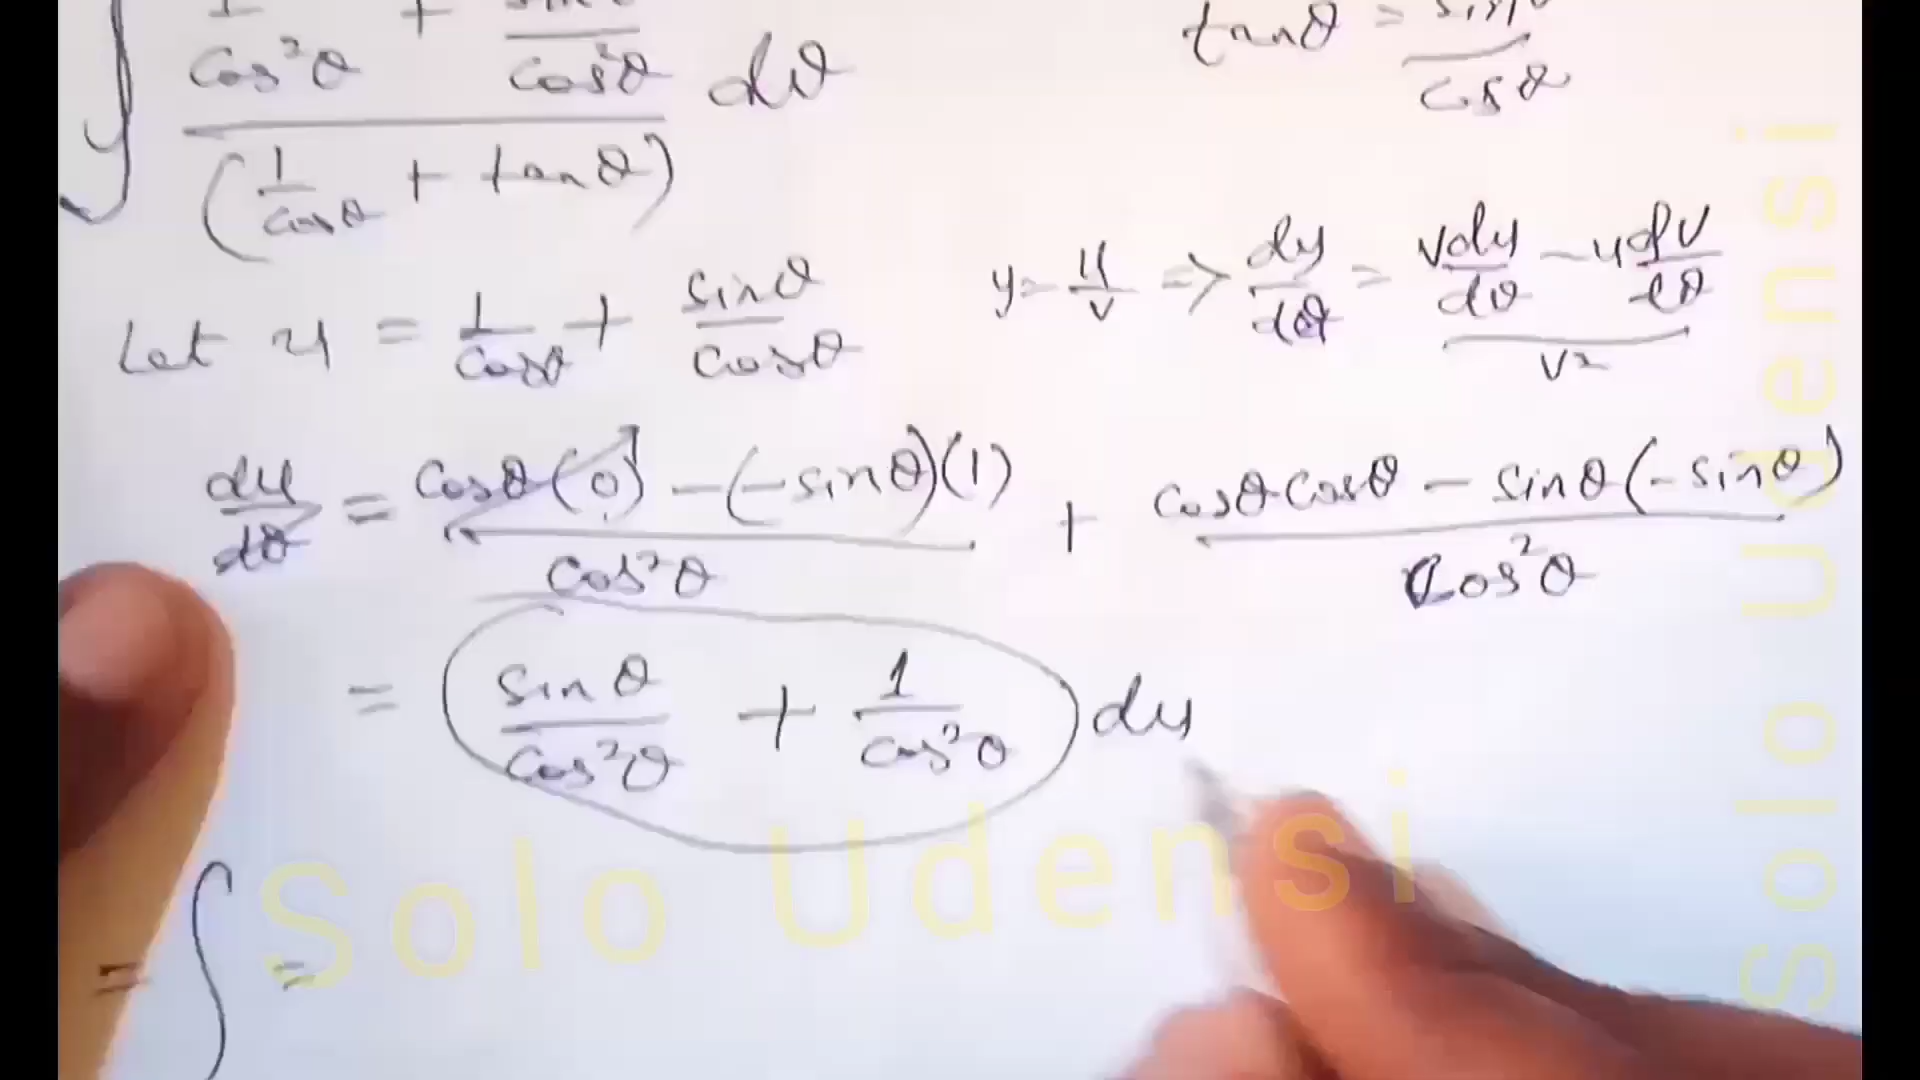 ∫ (1/cos²θ + sinθ/cos²θ) / (1/cosθ + tanθ) dθ
tanθ = sinθ/cosθ
Let u = 1/cosθ + sinθ/cosθ
y = u/v => dy/dθ = (v du/dθ - u dv/dθ)/v²
du/dθ = (cosθ(0) - (-sinθ)(1))/cos²θ + (cosθcosθ - sinθ(-sinθ))/cos²θ
= (sinθ/cos²θ + 1/cos²θ) du
= ∫ =
Solo Udensi
Solo Udensi